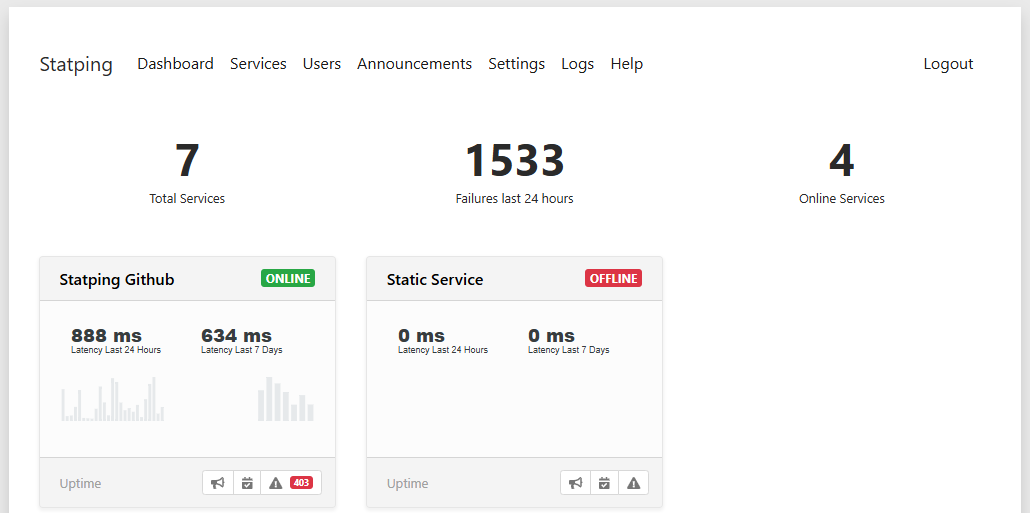 Statping Dashboard Services Users Announcements Settings Logs Help Logout
7 1533 4
Total Services Failures last 24 hours Online Services
Statping Github ONLINE Static Service OFFLINE
888 ms 634 ms 0 ms 0 ms
Latency Last 24 Hours Latency Last 7 Days Latency Last 24 Hours Latency Last 7 Days
Uptime 403 Uptime